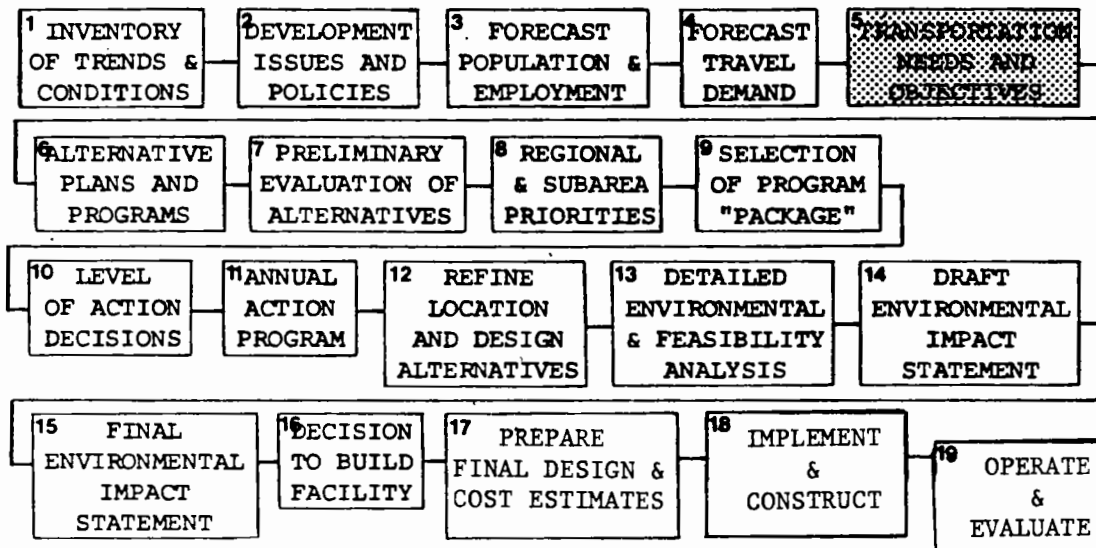 1 INVENTORY
OF TRENDS &
CONDITIONS
2 DEVELOPMENT
ISSUES AND
POLICIES
3 FORECAST
POPULATION &
EMPLOYMENT
4 FORECAST
TRAVEL
DEMAND
5 TRANSPORTATION
NEEDS AND
OBJECTIVES
6 ALTERNATIVE
PLANS AND
PROGRAMS
7 PRELIMINARY
EVALUATION OF
ALTERNATIVES
8 REGIONAL
& SUBAREA
PRIORITIES
9 SELECTION
OF PROGRAM
"PACKAGE"
10 LEVEL
OF ACTION
DECISIONS
11 ANNUAL
ACTION
PROGRAM
12 REFINE
LOCATION
AND DESIGN
ALTERNATIVES
13 DETAILED
ENVIRONMENTAL
& FEASIBILITY
ANALYSIS
14 DRAFT
ENVIRONMENTAL
IMPACT
STATEMENT
15 FINAL
ENVIRONMENTAL
IMPACT
STATEMENT
16 DECISION
TO BUILD
FACILITY
17 PREPARE
FINAL DESIGN &
COST ESTIMATES
18 IMPLEMENT
&
CONSTRUCT
19 OPERATE
&
EVALUATE